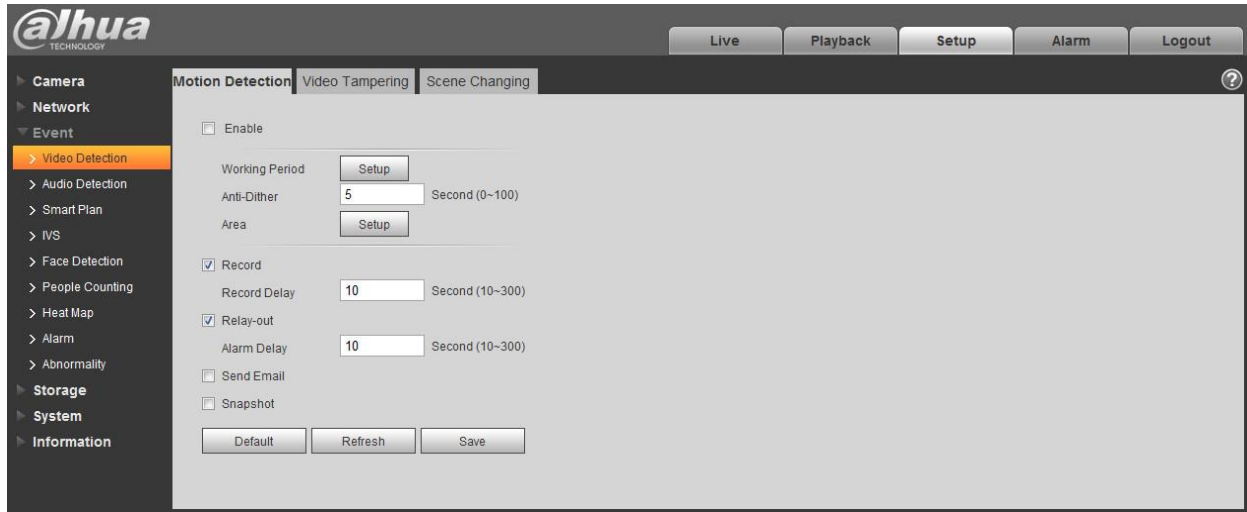 alhua
TECHNOLOGY
Live Playback Setup Alarm Logout
Camera
Network
Event
Video Detection
Audio Detection
Smart Plan
IVS
Face Detection
People Counting
Heat Map
Alarm
Abnormality
Storage
System
Information
Motion Detection Video Tampering Scene Changing
?
Enable
Working Period Setup
Anti-Dither 5 Second (0~100)
Area Setup
Record
Record Delay 10 Second (10~300)
Relay-out
Alarm Delay 10 Second (10~300)
Send Email
Snapshot
Default Refresh Save